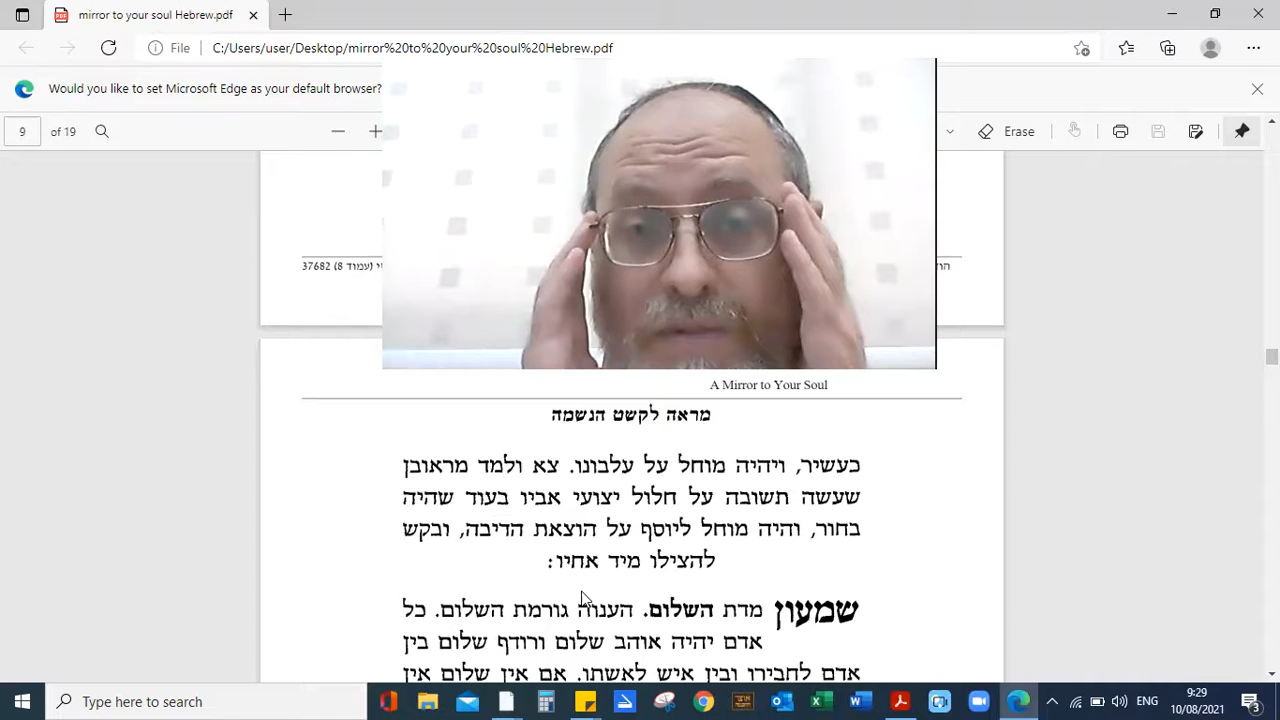 mirror to your soul Hebrew.pdf
File C:/Users/user/Desktop/mirror%20to%20your%20soul%20Hebrew.pdf
Would you like to set Microsoft Edge as your default browser?
9 of 19
Erase
37682 (עמוד 8)
A Mirror to Your Soul
מראה לקשט הנשמה
כעשיר, ויהיה מוחל על עלבונו. צא ולמד מראובן
שעשה תשובה על חלול יצועי אביו בעוד שהיה
בחור, והיה מוחל ליוסף על הוצאת הדיבה, ובקש
להצילו מיד אחיו:
שמעון מדת השלום. הענוה גורמת השלום. כל
אדם יהיה אוהב שלום ורודף שלום בין
אדם לחבירו ובין איש לאשתו. אם אין שלום אין
Type here to search
ENG
9:29
10/08/2021
3